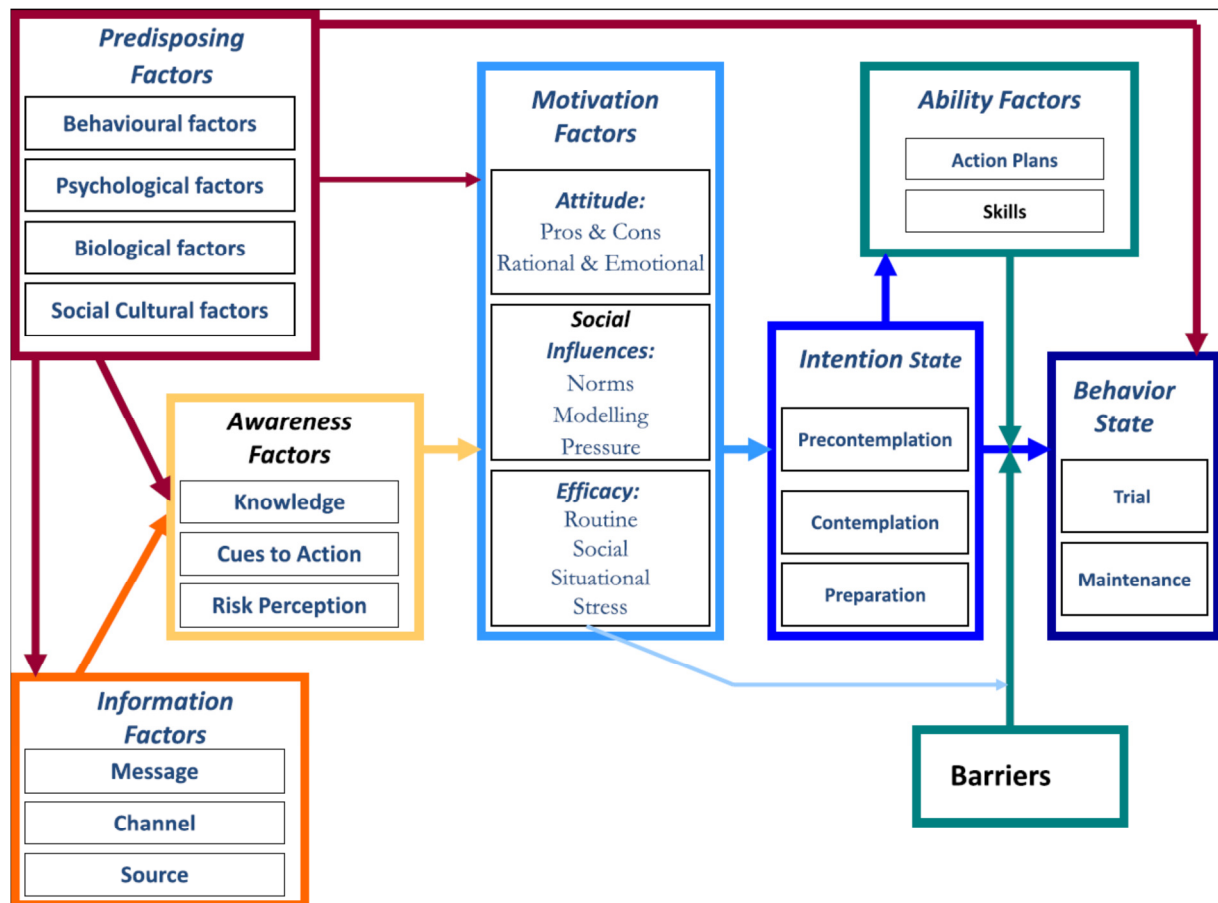 Predisposing
Factors
Behavioural factors
Psychological factors
Biological factors
Social Cultural factors
Awareness
Factors
Knowledge
Cues to Action
Risk Perception
Information
Factors
Message
Channel
Source
Motivation
Factors
Attitude:
Pros & Cons
Rational & Emotional
Social
Influences:
Norms
Modelling
Pressure
Efficacy:
Routine
Social
Situational
Stress
Intention State
Precontemplation
Contemplation
Preparation
Ability Factors
Action Plans
Skills
Barriers
Behavior
State
Trial
Maintenance